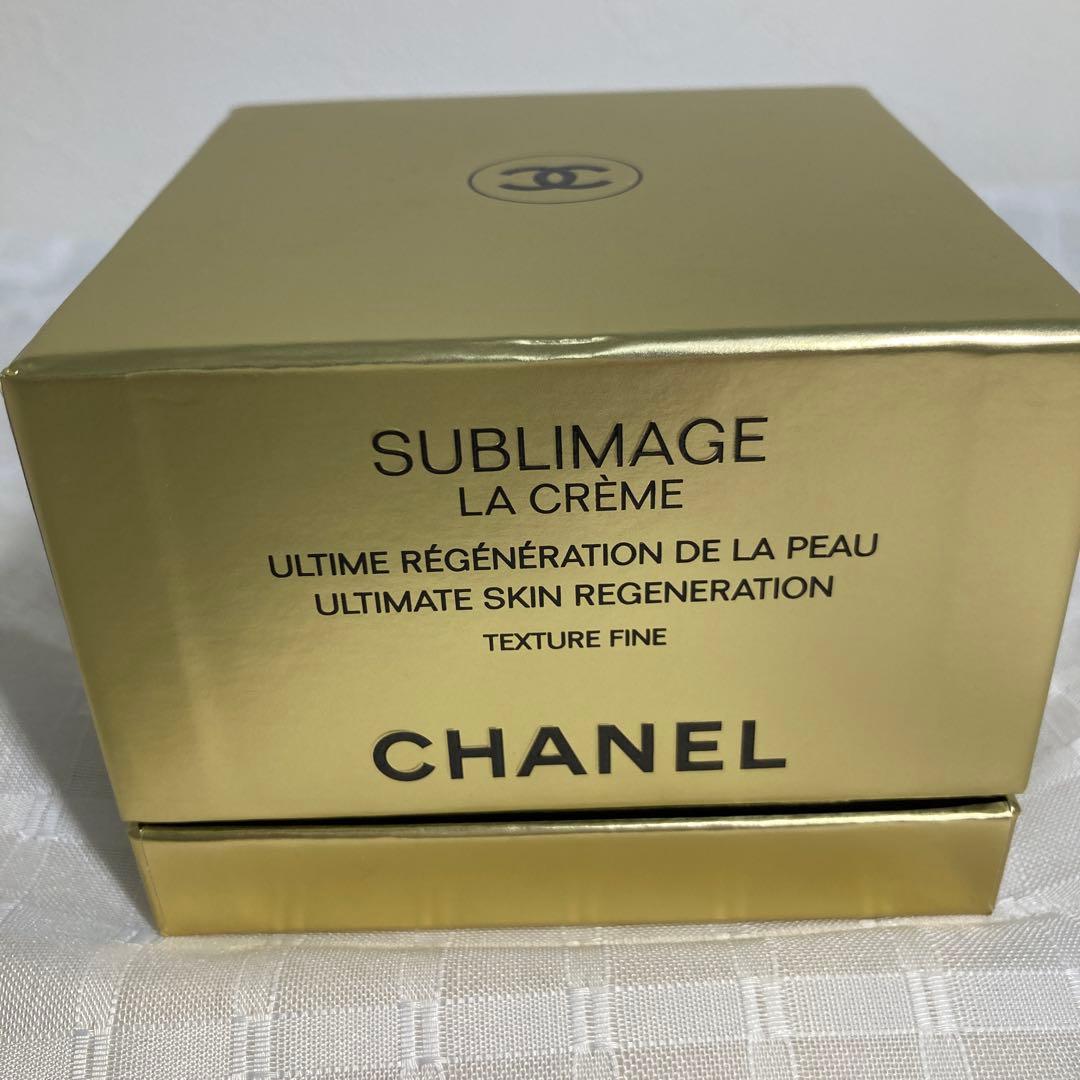 SUBLIMAGE
LA CRÈME
ULTIME RÉGÉNÉRATION DE LA PEAU
ULTIMATE SKIN REGENERATION
TEXTURE FINE
CHANEL